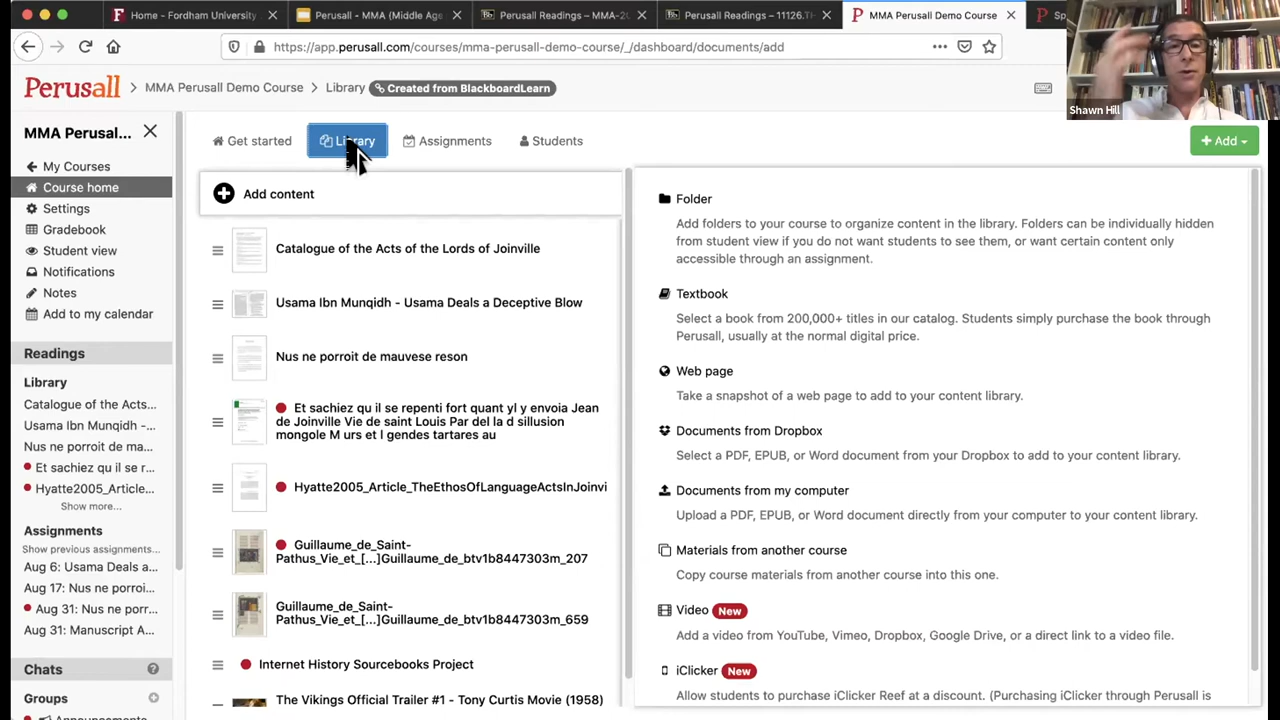 Home - Fordham University
Perusall - MMA (Middle Age
Perusall Readings – MMA-2
Perusall Readings – 11126.T
MMA Perusall Demo Course
https://app.perusall.com/courses/mma-perusall-demo-course/_/dashboard/documents/add
Shawn Hill
Perusall
MMA Perusall Demo Course
Library
Created from BlackboardLearn
MMA Perusall...
My Courses
Course home
Settings
Gradebook
Student view
Notifications
Notes
Add to my calendar
Readings
Library
Catalogue of the Acts...
Usama Ibn Munqidh -...
Nus ne porroit de ma...
Et sachiez qu il se r...
Hyatte2005_Article...
Show more...
Assignments
Show previous assignments...
Aug 6: Usama Deals a...
Aug 17: Nus ne porroi...
Aug 31: Nus ne porr...
Aug 31: Manuscript A...
Chats
?
Groups
Announcements
Get started
Library
Assignments
Students
+ Add
Add content
Catalogue of the Acts of the Lords of Joinville
Usama Ibn Munqidh - Usama Deals a Deceptive Blow
Nus ne porroit de mauvese reson
Et sachiez qu il se repenti fort quant yl y envoia Jean
de Joinville Vie de saint Louis Par del la d sillusion
mongole M urs et l gendes tartares au
Hyatte2005_Article_TheEthosOfLanguageActsInJoinvi
Guillaume_de_Saint-
Pathus_Vie_et_[...]Guillaume_de_btv1b8447303m_207
Guillaume_de_Saint-
Pathus_Vie_et_[...]Guillaume_de_btv1b8447303m_659
Internet History Sourcebooks Project
The Vikings Official Trailer #1 - Tony Curtis Movie (1958)
Folder
Add folders to your course to organize content in the library. Folders can be individually hidden
from student view if you do not want students to see them, or want certain content only
accessible through an assignment.
Textbook
Select a book from 200,000+ titles in our catalog. Students simply purchase the book through
Perusall, usually at the normal digital price.
Web page
Take a snapshot of a web page to add to your content library.
Documents from Dropbox
Select a PDF, EPUB, or Word document from your Dropbox to add to your content library.
Documents from my computer
Upload a PDF, EPUB, or Word document directly from your computer to your content library.
Materials from another course
Copy course materials from another course into this one.
Video New
Add a video from YouTube, Vimeo, Dropbox, Google Drive, or a direct link to a video file.
iClicker New
Allow students to purchase iClicker Reef at a discount. (Purchasing iClicker through Perusall is